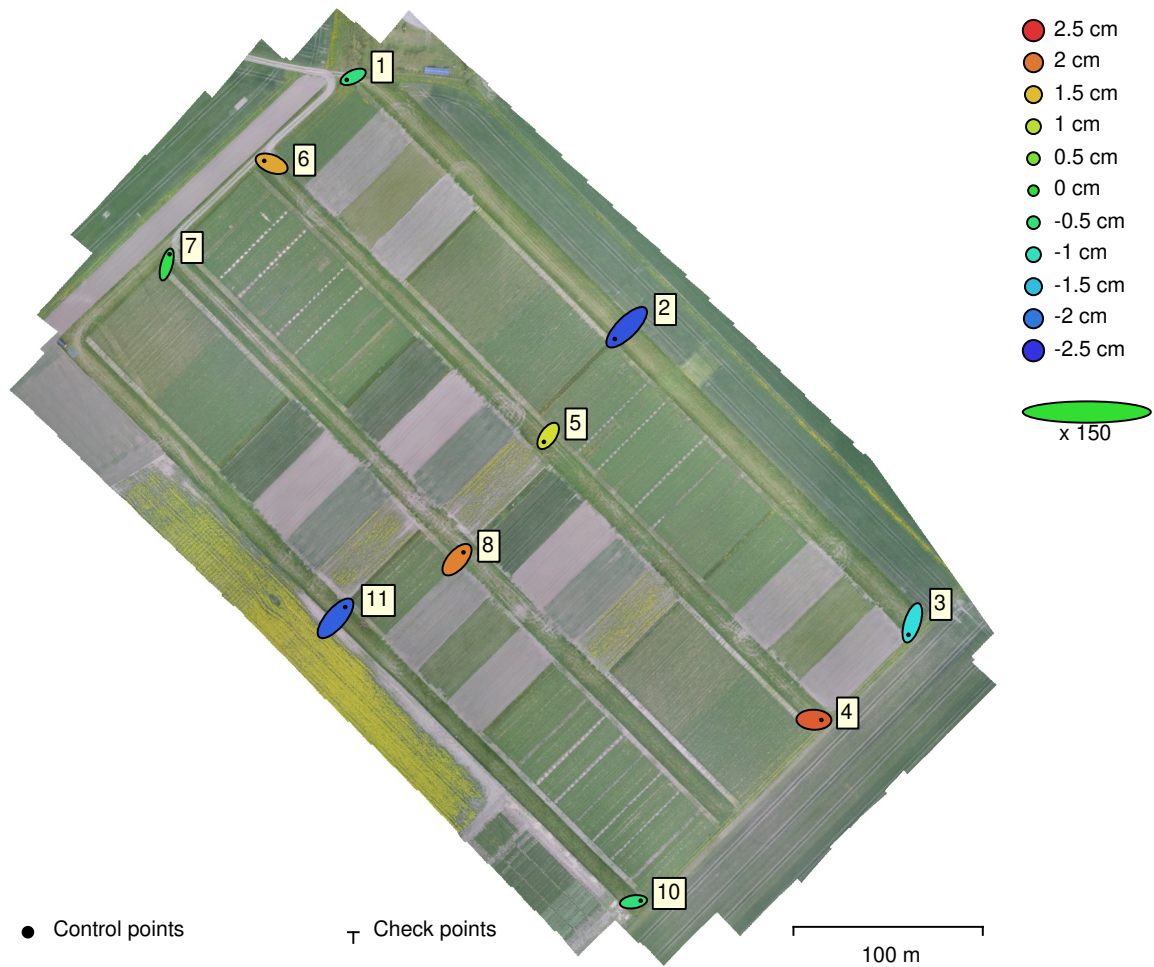 1
6
7
2
5
8
11
3
4
10
2.5 cm
2 cm
1.5 cm
1 cm
0.5 cm
0 cm
-0.5 cm
-1 cm
-1.5 cm
-2 cm
-2.5 cm
x 150
Control points
Check points
100 m